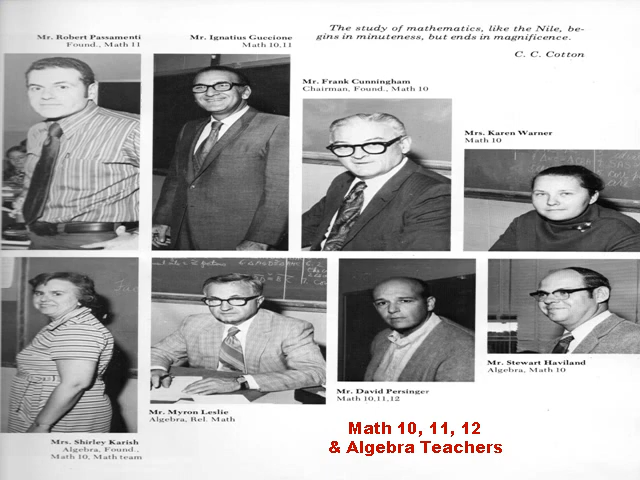 The study of mathematics, like the Nile, be-
gins in minuteness, but ends in magnificence.
C. C. Cotton
Mr. Robert Passamenti
Found., Math 11
Mr. Ignatius Guccione
Math 10,11
Mr. Frank Cunningham
Chairman, Found., Math 10
Mrs. Karen Warner
Math 10
Mrs. Shirley Karish
Algebra, Found.,
Math 10, Math team
Mr. Myron Leslie
Algebra, Rel. Math
Mr. David Persinger
Math 10,11,12
Mr. Stewart Haviland
Algebra, Math 10
Math 10, 11, 12
& Algebra Teachers